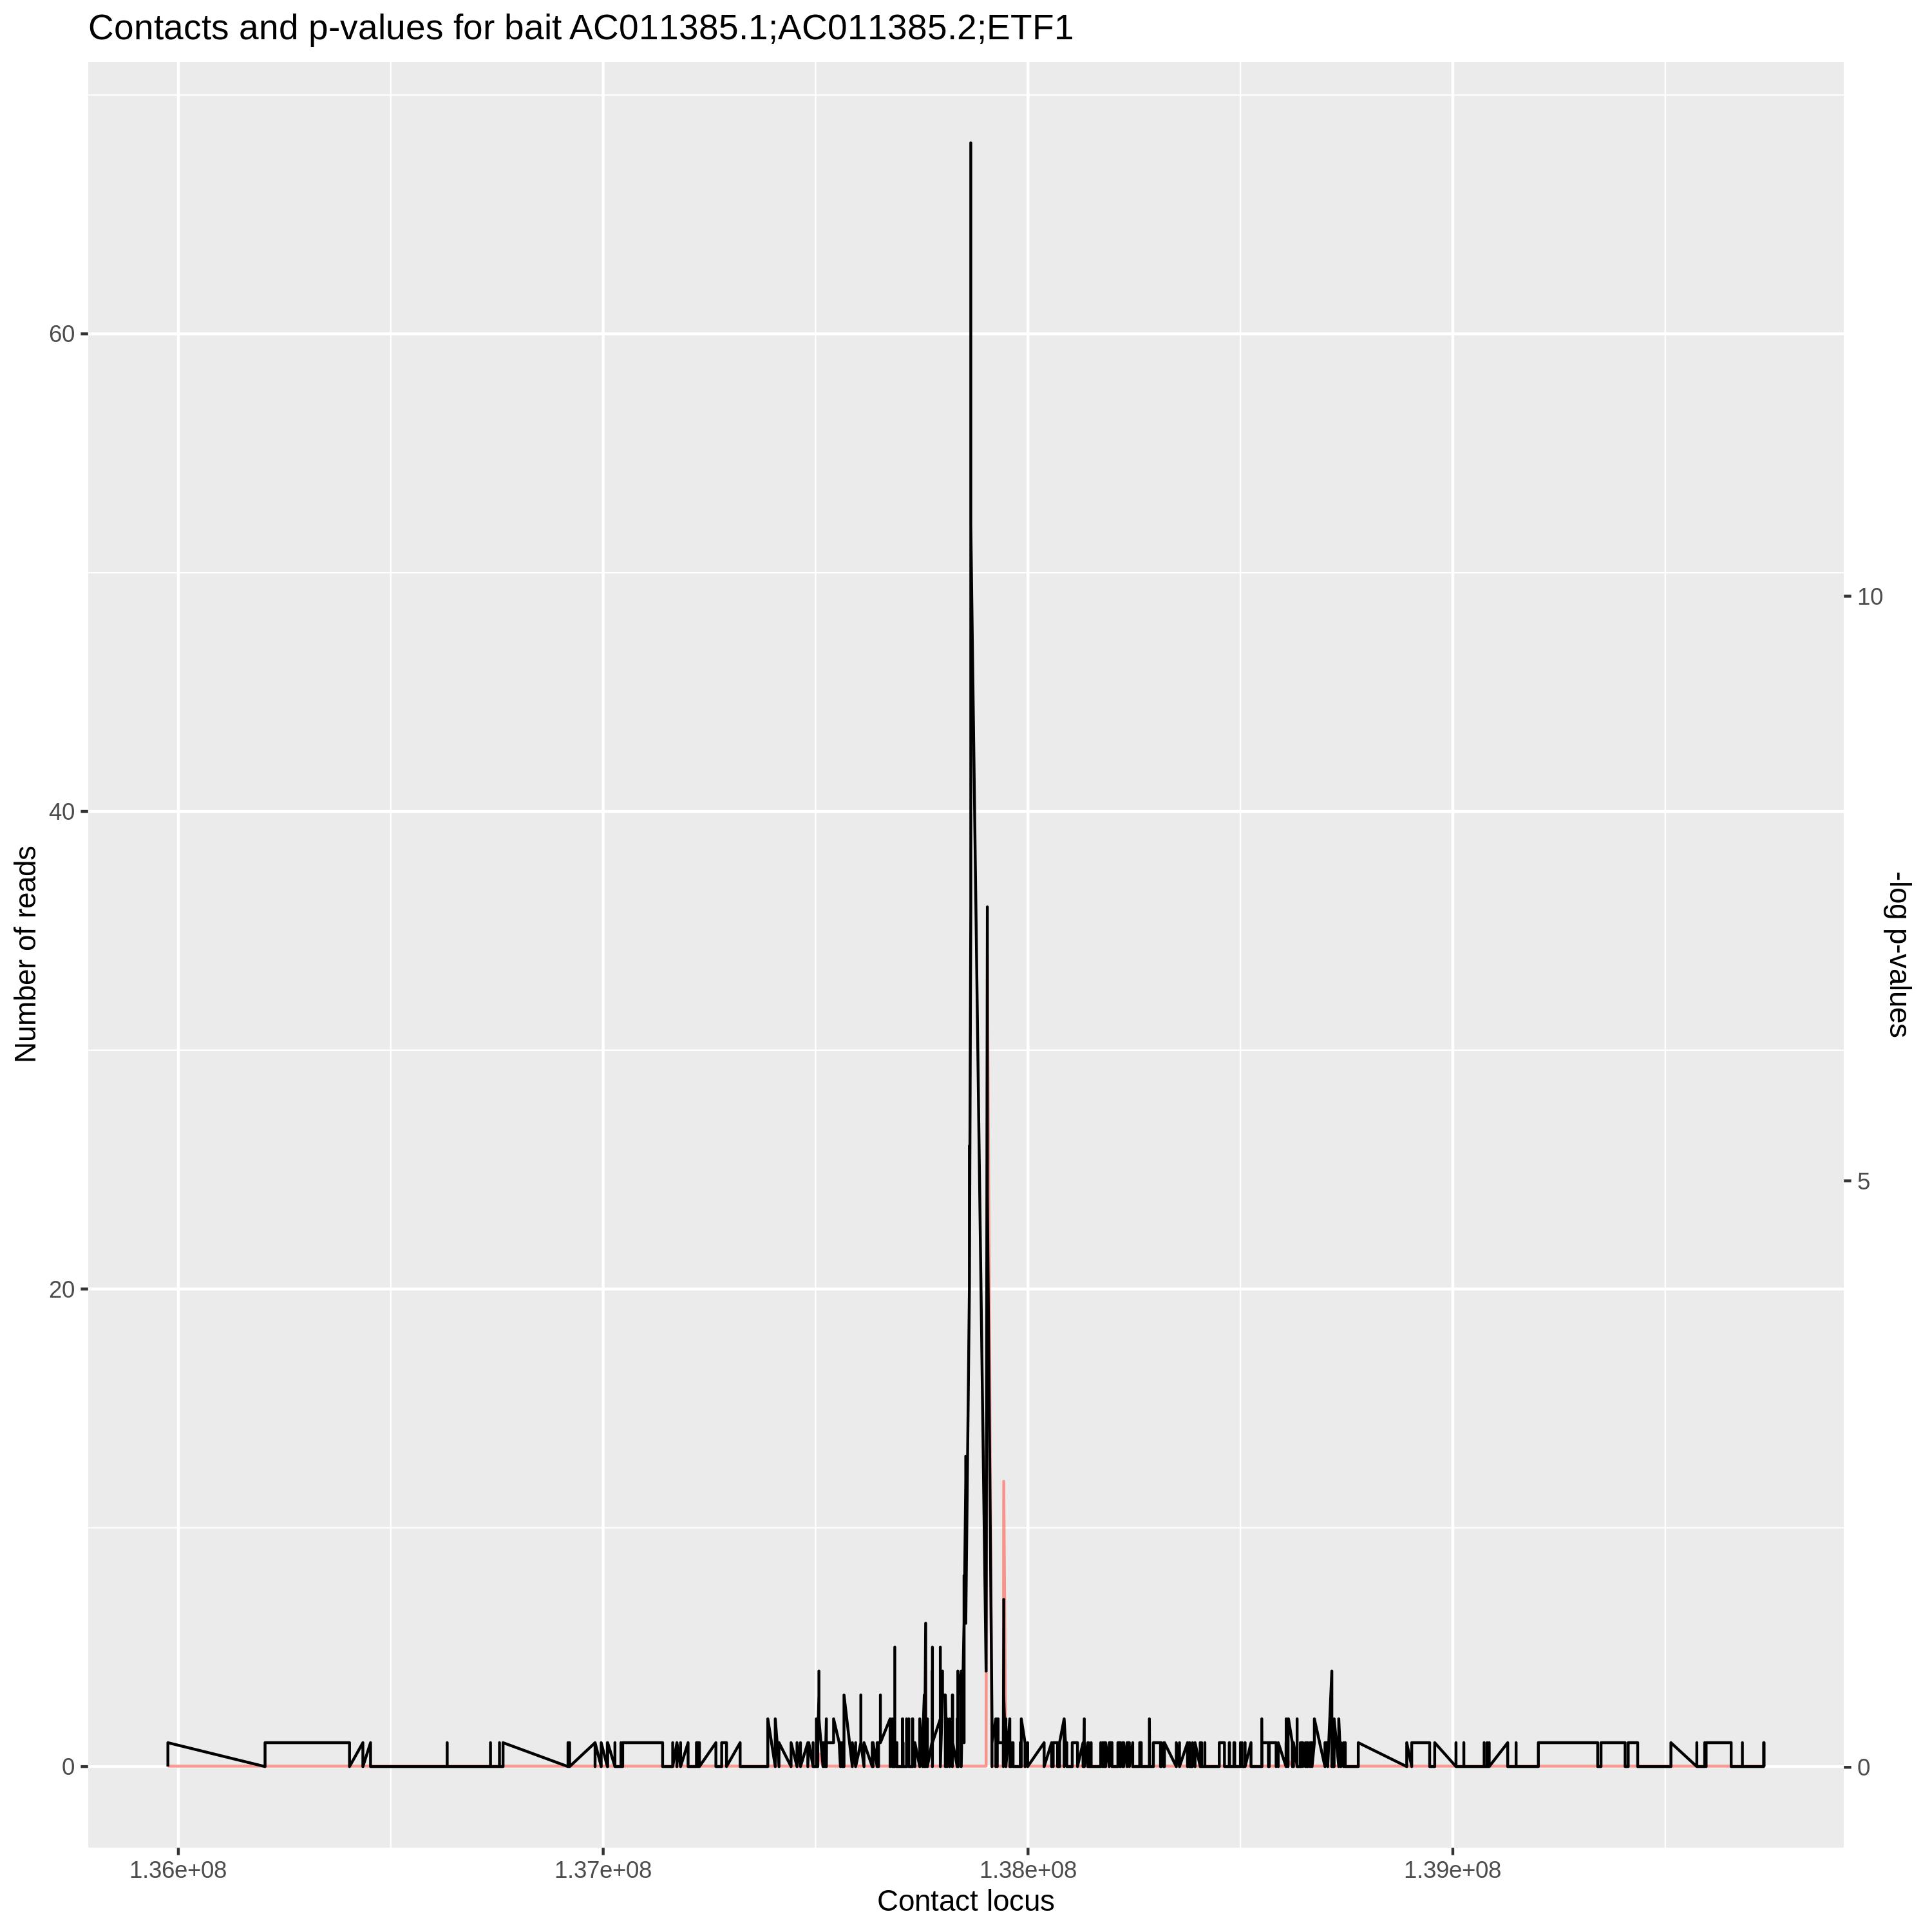 Contacts and p-values for bait AC011385.1;AC011385.2;ETF1
60
40
20
0
Number of reads
10
5
0
-log p-values
1.36e+08
1.37e+08
1.38e+08
1.39e+08
Contact locus